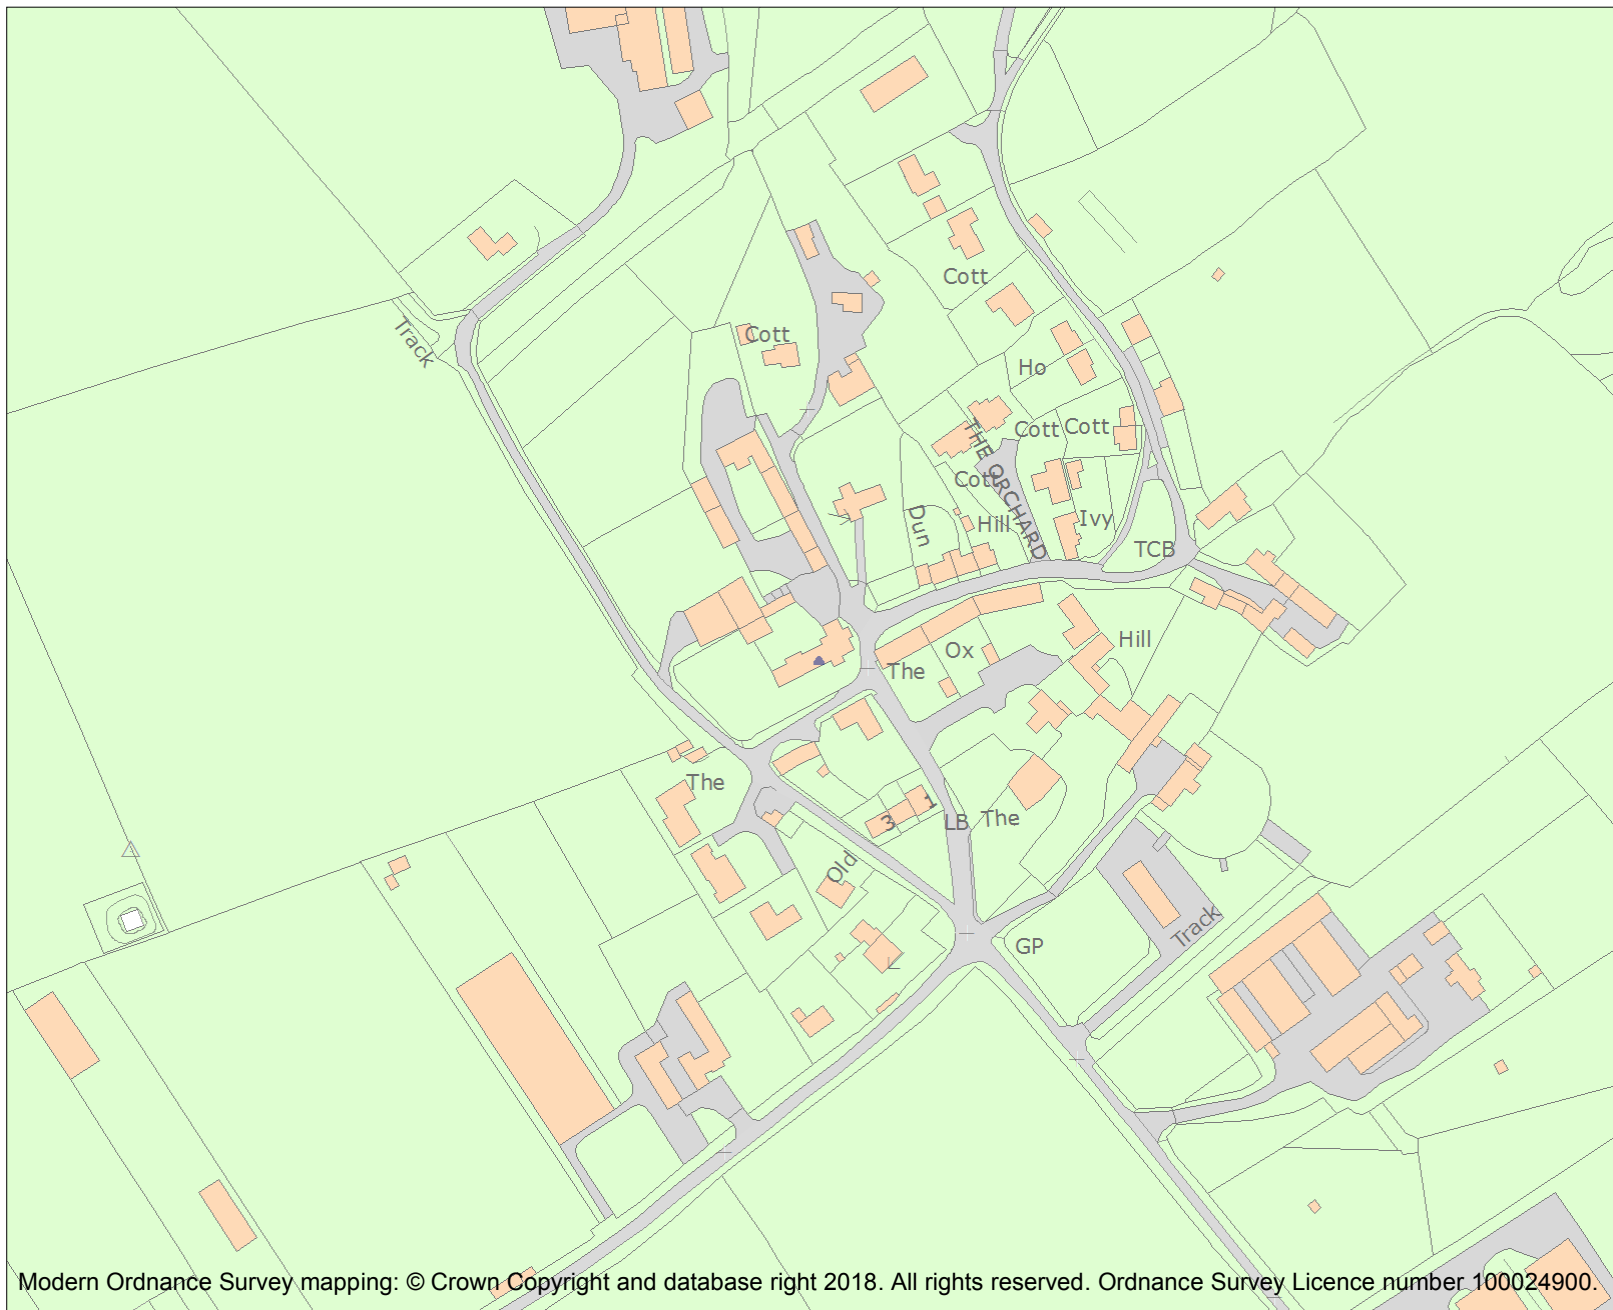 Cott
Track
Cott
Ho
Cott
Cott
THE ORCHARD
Cott
Dun
Hill
Ivy
TCB
Hill
Ox
The
The
1
3
LB
The
Old
Track
GP
Modern Ordnance Survey mapping: © Crown Copyright and database right 2018. All rights reserved. Ordnance Survey Licence number 100024900.